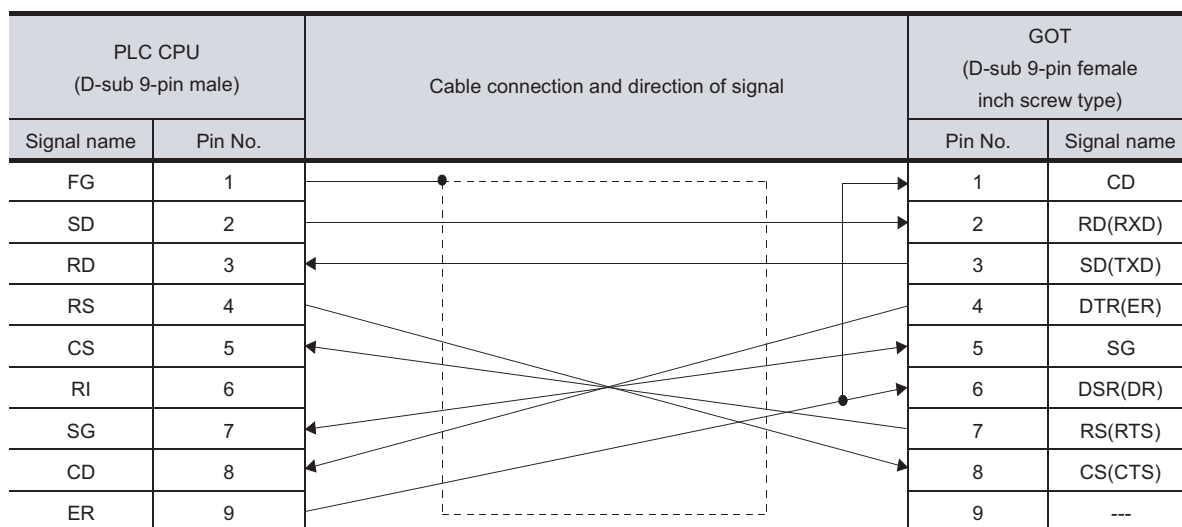 PLC CPU
(D-sub 9-pin male)
Cable connection and direction of signal
GOT
(D-sub 9-pin female
inch screw type)
Signal name Pin No. Pin No. Signal name
FG 1 1 CD
SD 2 2 RD(RXD)
RD 3 3 SD(TXD)
RS 4 4 DTR(ER)
CS 5 5 SG
RI 6 6 DSR(DR)
SG 7 7 RS(RTS)
CD 8 8 CS(CTS)
ER 9 9 ---